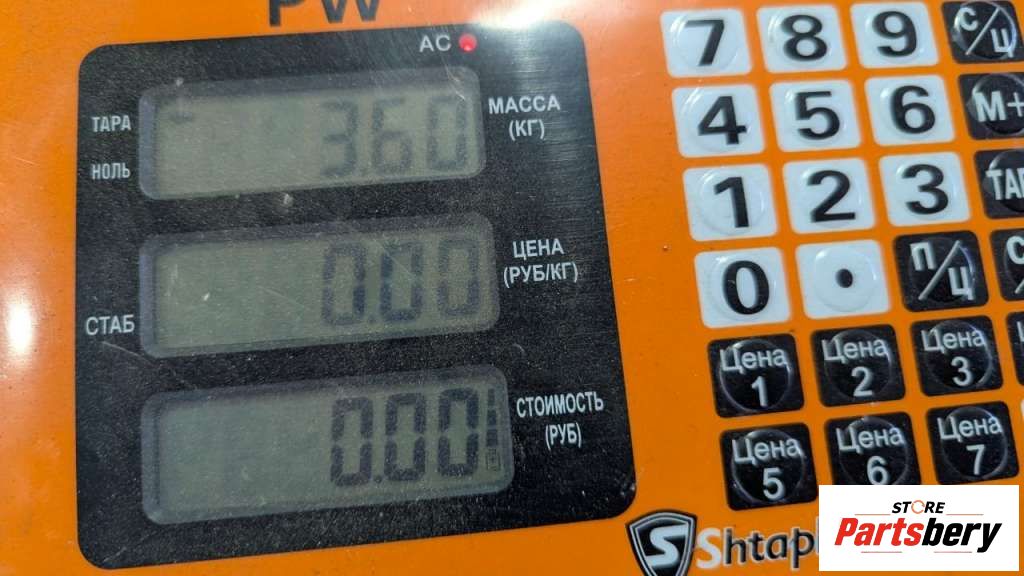 PW
AC
ТАРА
НОЛЬ
3.60
МАССА
(КГ)
СТАБ
0.00
ЦЕНА
(РУБ/КГ)
0.00
СТОИМОСТЬ
(РУБ)
7 8 9 С/Ц
4 5 6 М+
1 2 3
0 . П/Ц
Цена 1
Цена 2
Цена 3
Цена 5
Цена 6
Цена 7
S Shtap
STORE
Partsbery